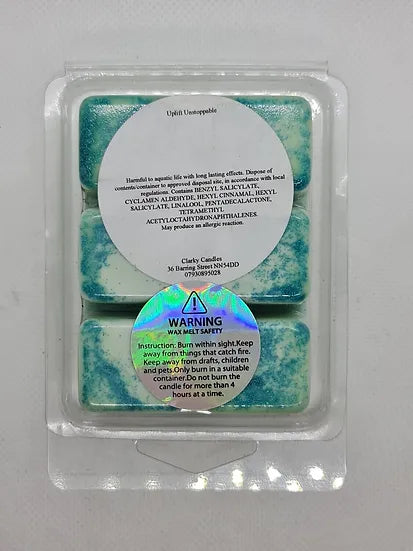 Uplift Unstoppable
Harmful to aquatic life with long lasting effects. Dispose of
contents/container to approved disposal site, in accordance with local
regulations. Contains BENZYL SALICYLATE,
CYCLAMEN ALDEHYDE, HEXYL CINNAMAL, HEXYL
SALICYLATE, LINALOOL, PENTADECALACTONE,
TETRAMETHYL
ACETYLOCTAHYDRONAPHTHALENES.
May produce an allergic reaction.
Clarky Candles
36 Barring Street NN54DD
07930895028
WARNING
WAX MELT SAFETY
Instruction: Burn within sight.Keep
away from things that catch fire.
Keep away from drafts, children
and pets.Only burn in a suitable
container.Do not burn the
candle for more than 4
hours at a time.